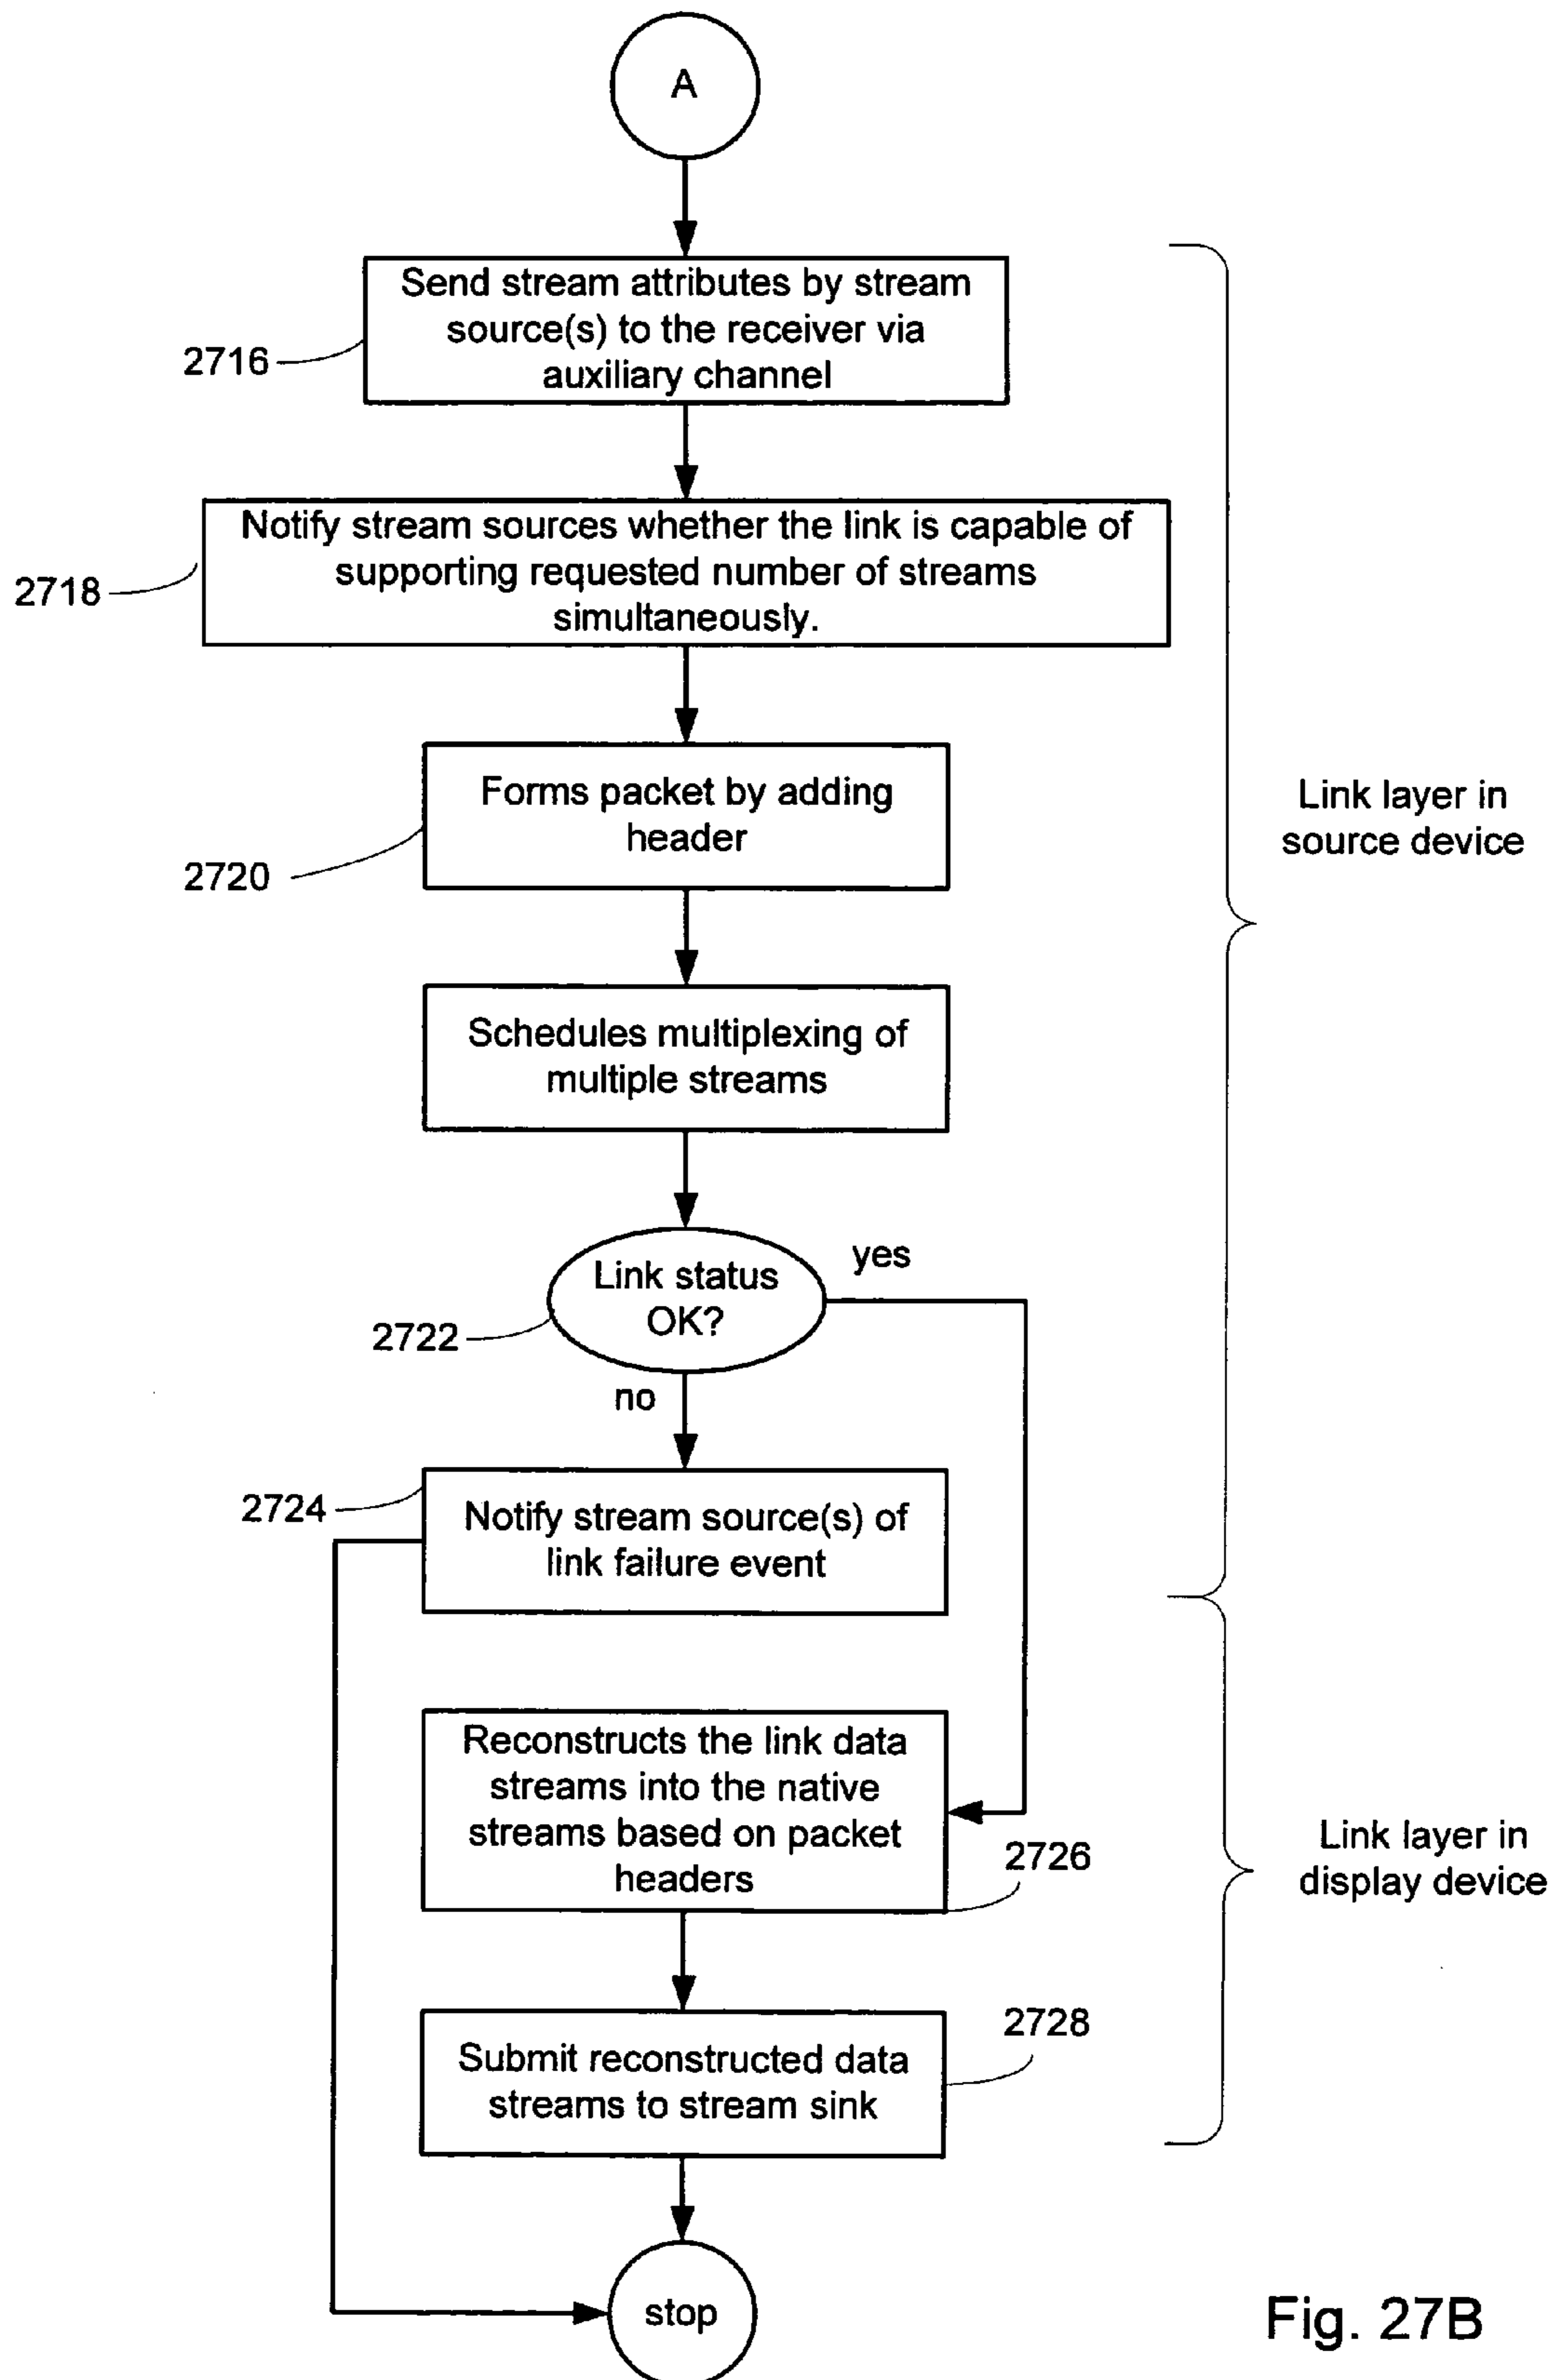 A
Send stream attributes by stream
source(s) to the receiver via
auxiliary channel
2716
Notify stream sources whether the link is capable of
supporting requested number of streams
simultaneously.
2718
Forms packet by adding
header
2720
Link layer in
source device
Schedules multiplexing of
multiple streams
Link status
OK?
yes
2722
no
2724
Notify stream source(s) of
link failure event
Reconstructs the link data
streams into the native
streams based on packet
headers
2726
Link layer in
display device
2728
Submit reconstructed data
streams to stream sink
stop
Fig. 27B